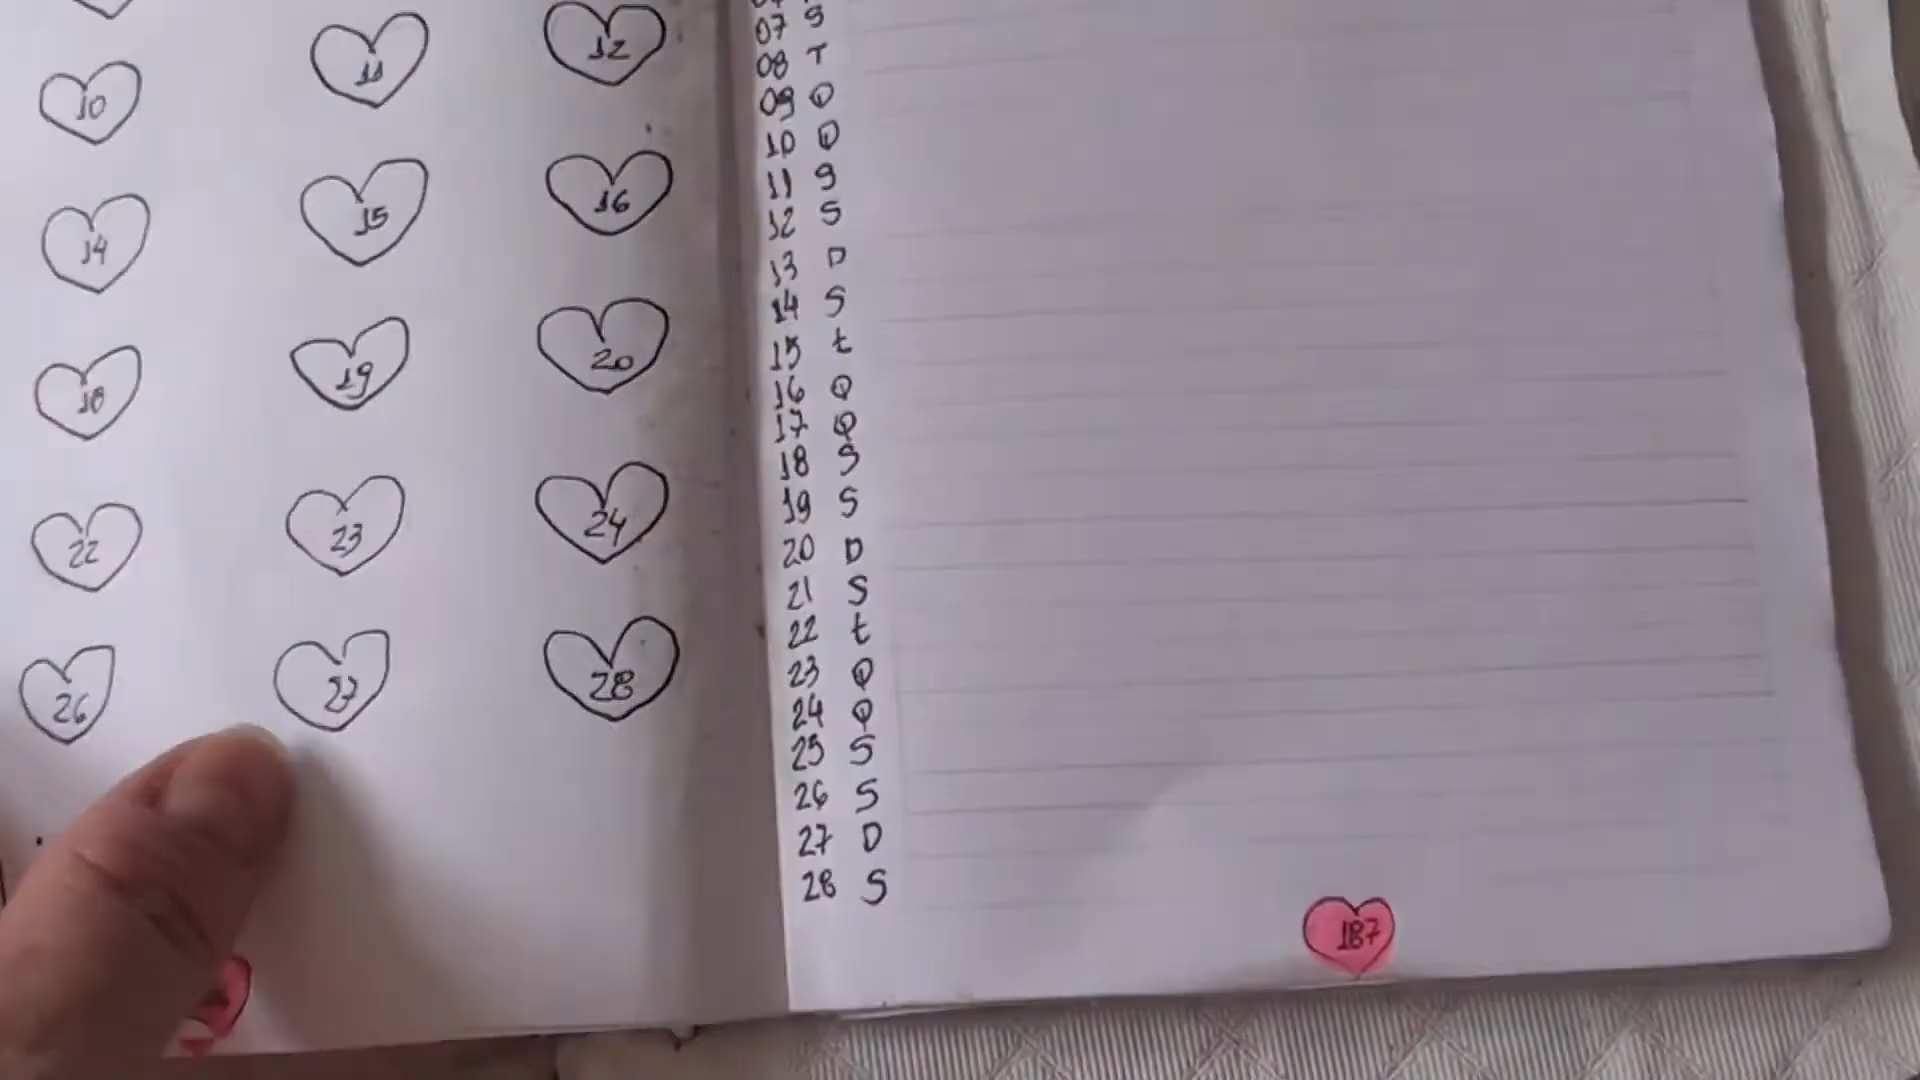 11 12
10
14 15 16
18 19 20
22 23 24
26 27 28
07 S
08 T
09 Q
10 Q
11 S
12 S
13 D
14 S
15 t
16 Q
17 Q
18 S
19 S
20 D
21 S
22 t
23 Q
24 Q
25 S
26 S
27 D
28 S
187